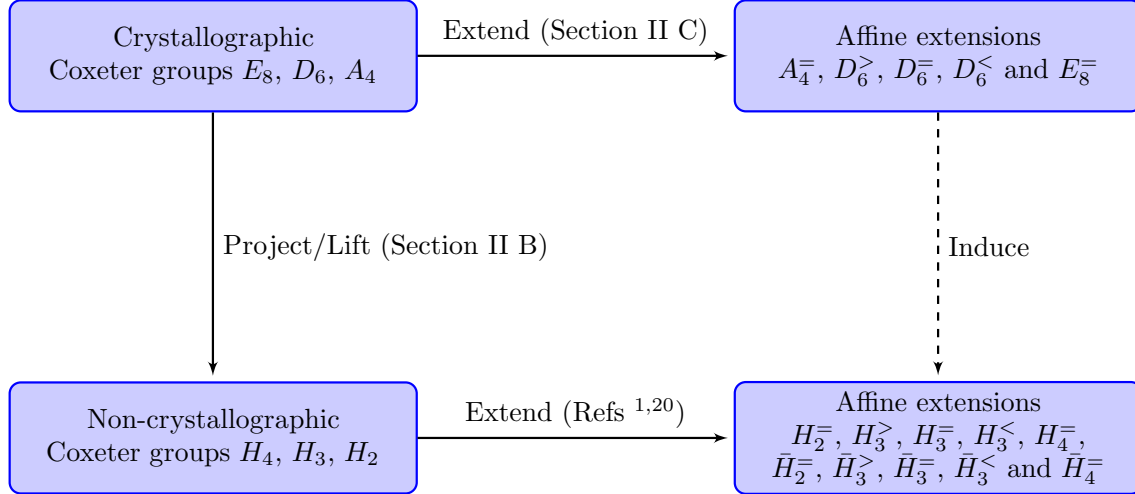 Crystallographic
Coxeter groups E₈, D₆, A₄
Extend (Section II C)
Affine extensions
A₄⁼, D₆^>, D₆⁼, D₆^< and E₈⁼
Project/Lift (Section II B)
Induce
Non-crystallographic
Coxeter groups H₄, H₃, H₂
Extend (Refs ¹,²⁰)
Affine extensions
H₂⁼, H₃^>, H₃⁼, H₃^<, H₄⁼,
H̄₂⁼, H̄₃^>, H̄₃⁼, H̄₃^< and H̄₄⁼